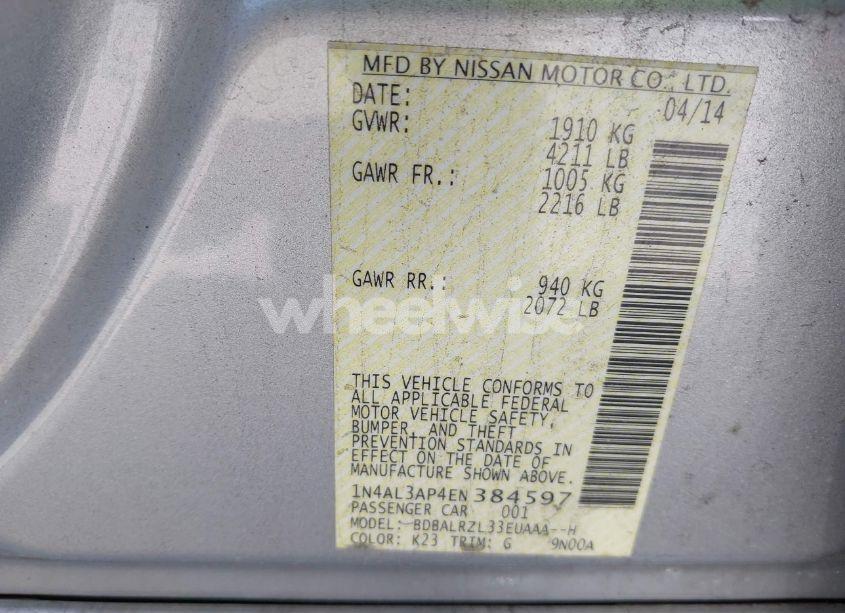 MFD BY NISSAN MOTOR CO., LTD.
DATE: 04/14
GVWR: 1910 KG
4211 LB
GAWR FR.: 1005 KG
2216 LB
GAWR RR.: 940 KG
2072 LB
wheelwise
THIS VEHICLE CONFORMS TO
ALL APPLICABLE FEDERAL
MOTOR VEHICLE SAFETY,
BUMPER, AND THEFT
PREVENTION STANDARDS IN
EFFECT ON THE DATE OF
MANUFACTURE SHOWN ABOVE.
1N4AL3AP4EN384597
PASSENGER CAR 001
MODEL: BDBALRZL33EUAAA--H
COLOR: K23 TRIM: G 9N00A